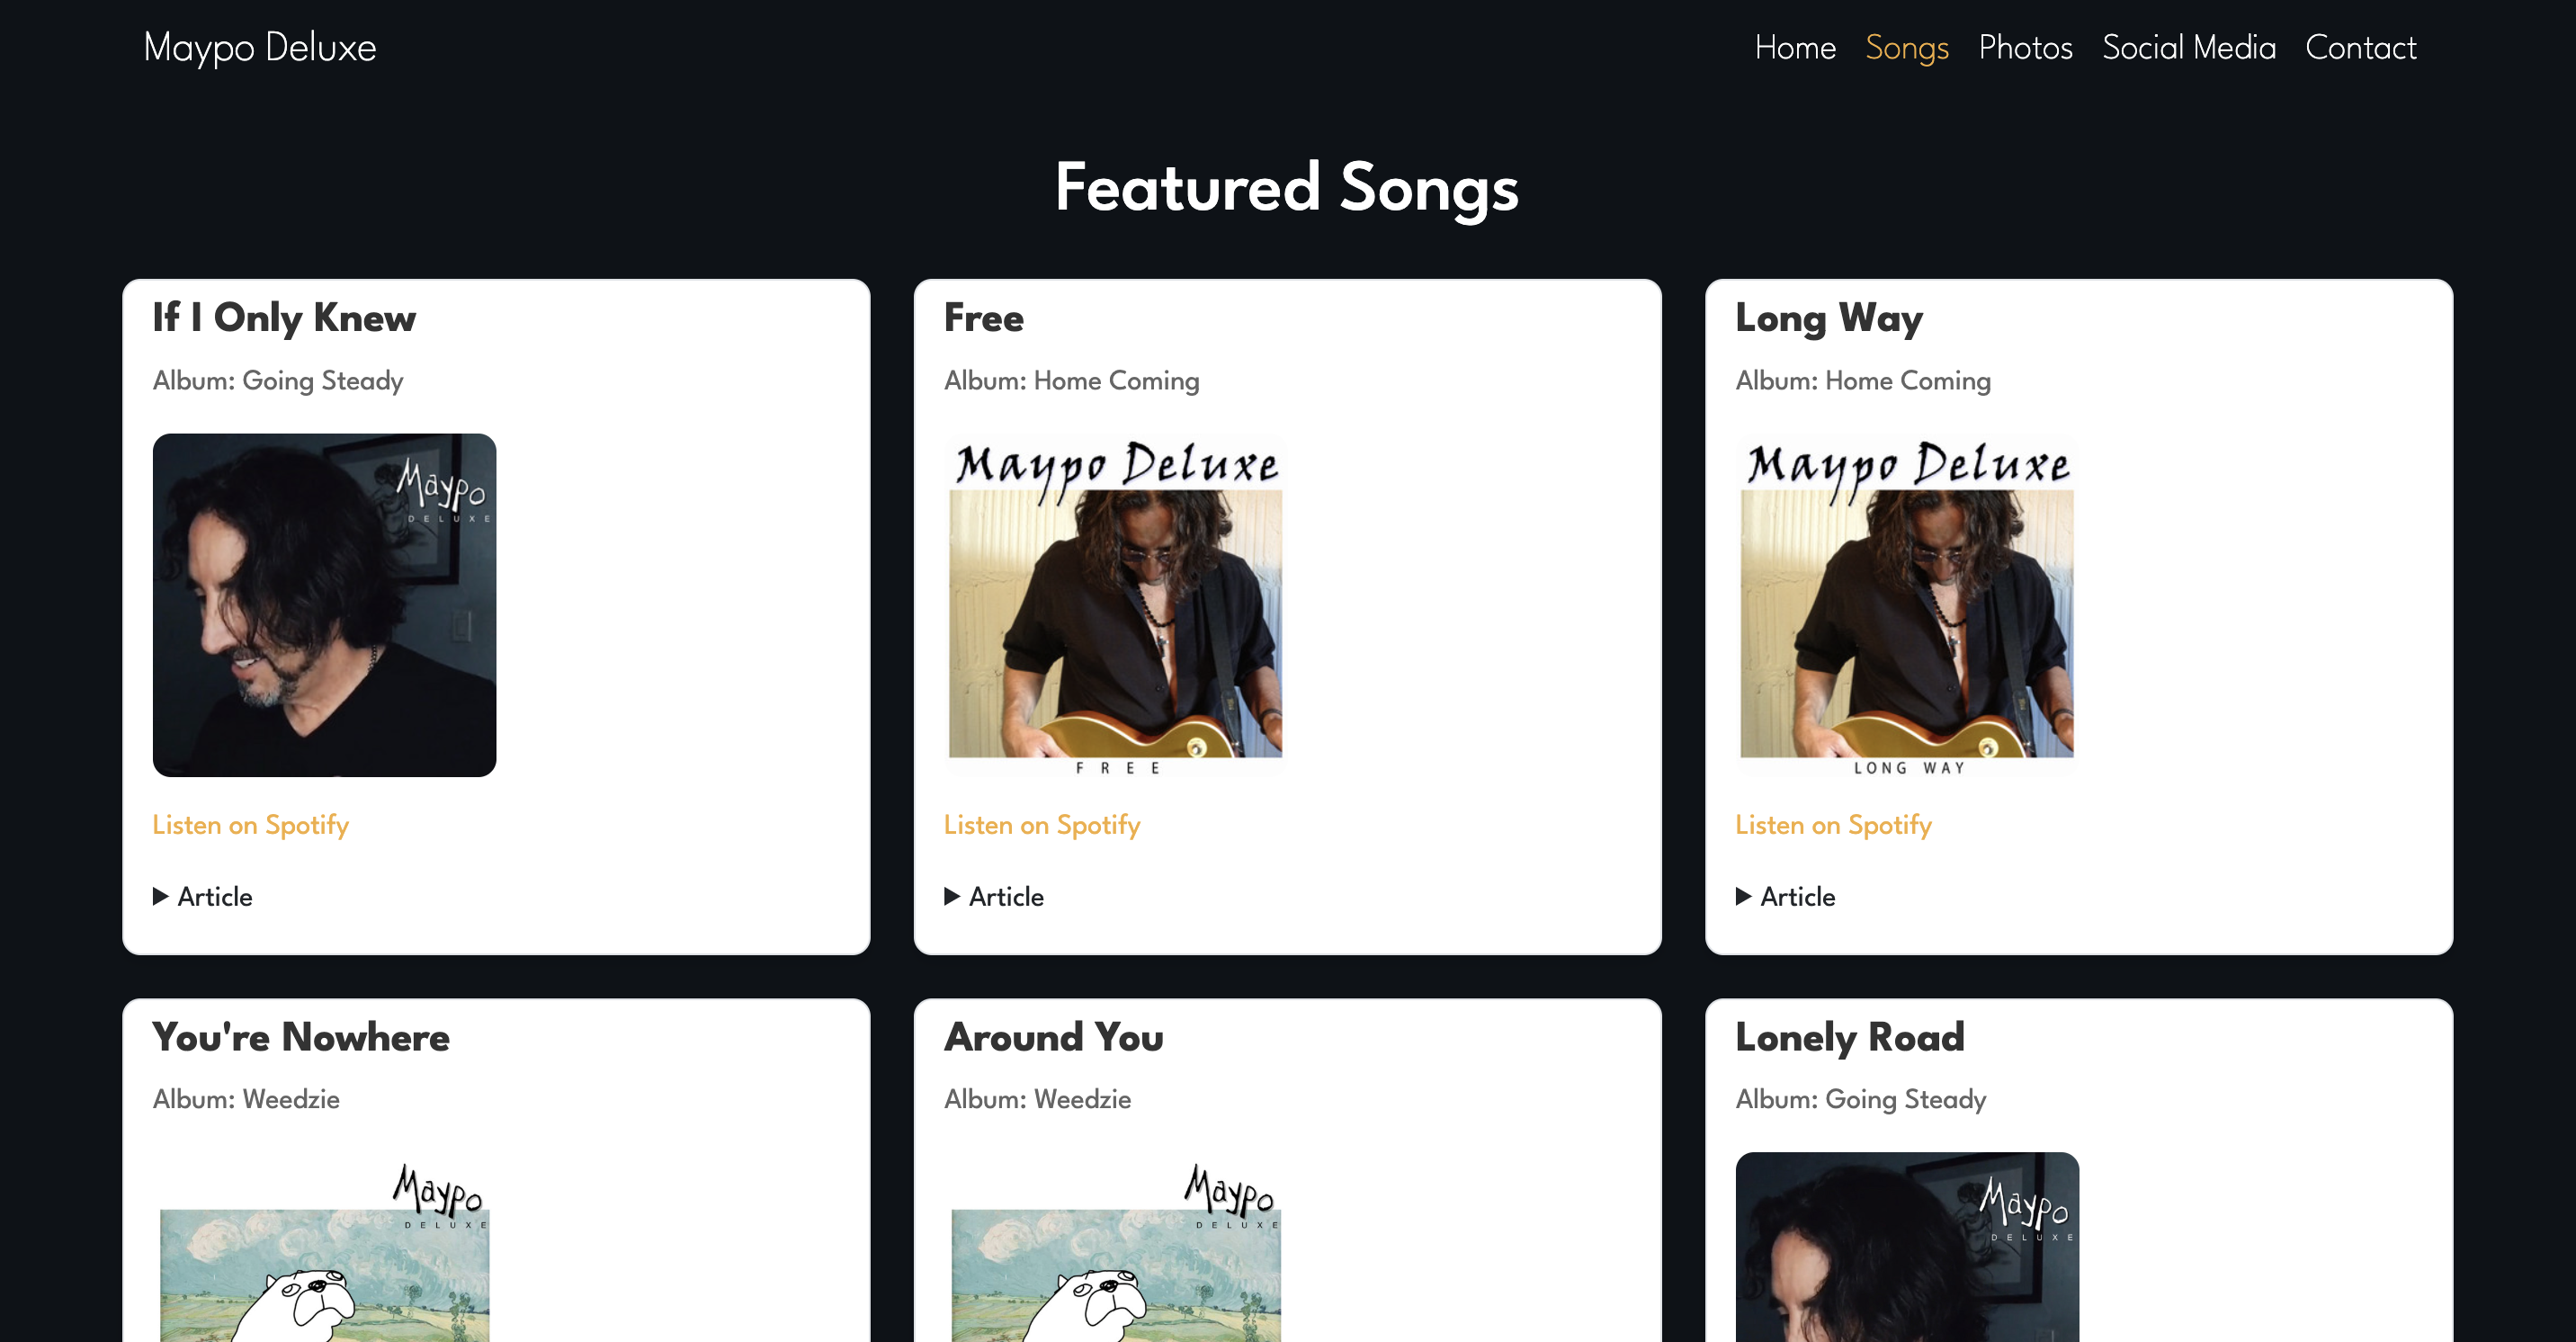 Maypo Deluxe
Home Songs Photos Social Media Contact
Featured Songs
If I Only Knew
Album: Going Steady
Maypo
DELUXE
Listen on Spotify
▶ Article
Free
Album: Home Coming
Maypo Deluxe
FREE
Listen on Spotify
▶ Article
Long Way
Album: Home Coming
Maypo Deluxe
LONG WAY
Listen on Spotify
▶ Article
You're Nowhere
Album: Weedzie
Maypo
DELUXE
Around You
Album: Weedzie
Maypo
DELUXE
Lonely Road
Album: Going Steady
Maypo
DELUXE